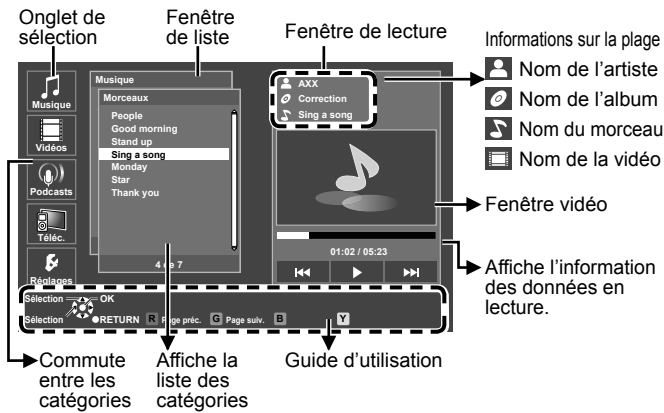 Onglet de
sélection
Fenêtre
de liste
Fenêtre de lecture
Informations sur la plage
Nom de l'artiste
Nom de l'album
Nom du morceau
Nom de la vidéo
Musique
Vidéos
Podcasts
Téléc.
Réglages
Musique
Morceaux
People
Good morning
Stand up
Sing a song
Monday
Star
Thank you
4 de 7
AXX
Correction
Sing a song
01:02 / 05:23
Fenêtre vidéo
Affiche l'information
des données en
lecture.
Sélection OK
Sélection RETURN R Page préc. G Page suiv. B Y
Commute
entre les
catégories
Affiche la
liste des
catégories
Guide d'utilisation